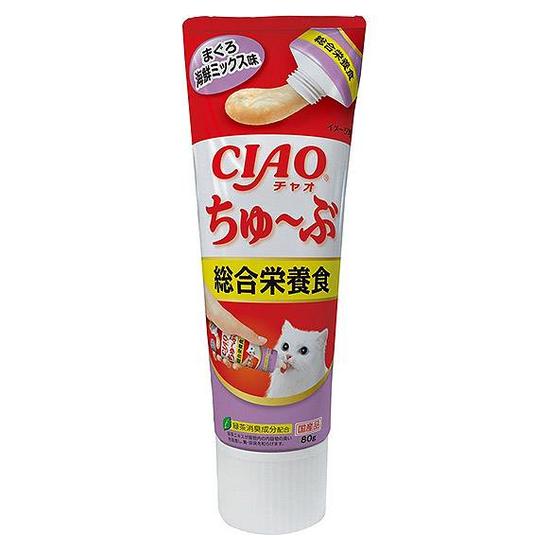 まぐろ
海鮮ミックス味
総合栄養食
CIAO®
チャオ
ちゅ〜ぶ
総合栄養食
緑茶消臭成分配合
国産品
80g